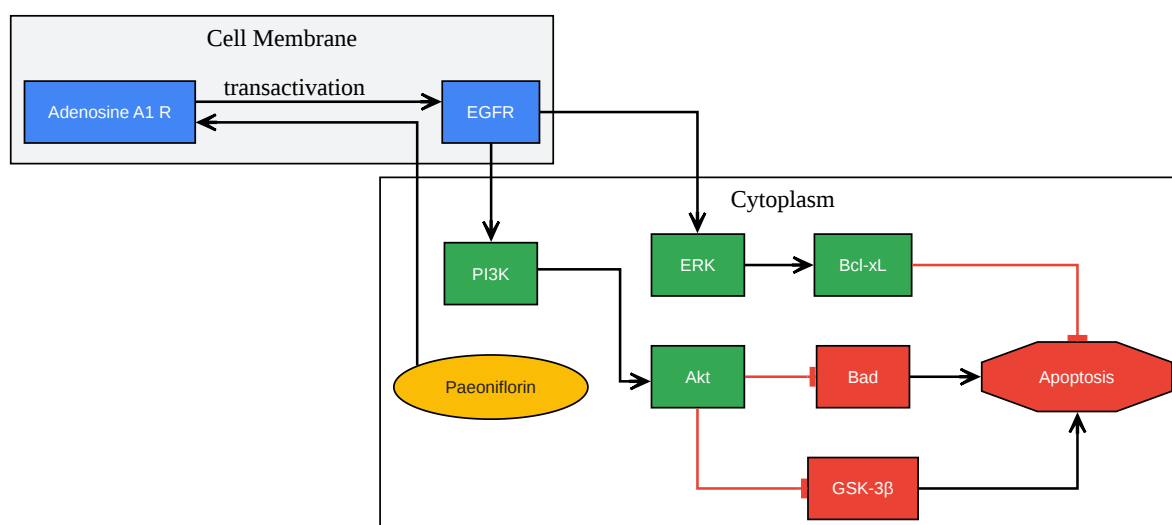 Cell Membrane
Adenosine A1 R
transactivation
EGFR
Cytoplasm
PI3K
ERK
Bcl-xL
Paeoniflorin
Akt
Bad
Apoptosis
GSK-3β